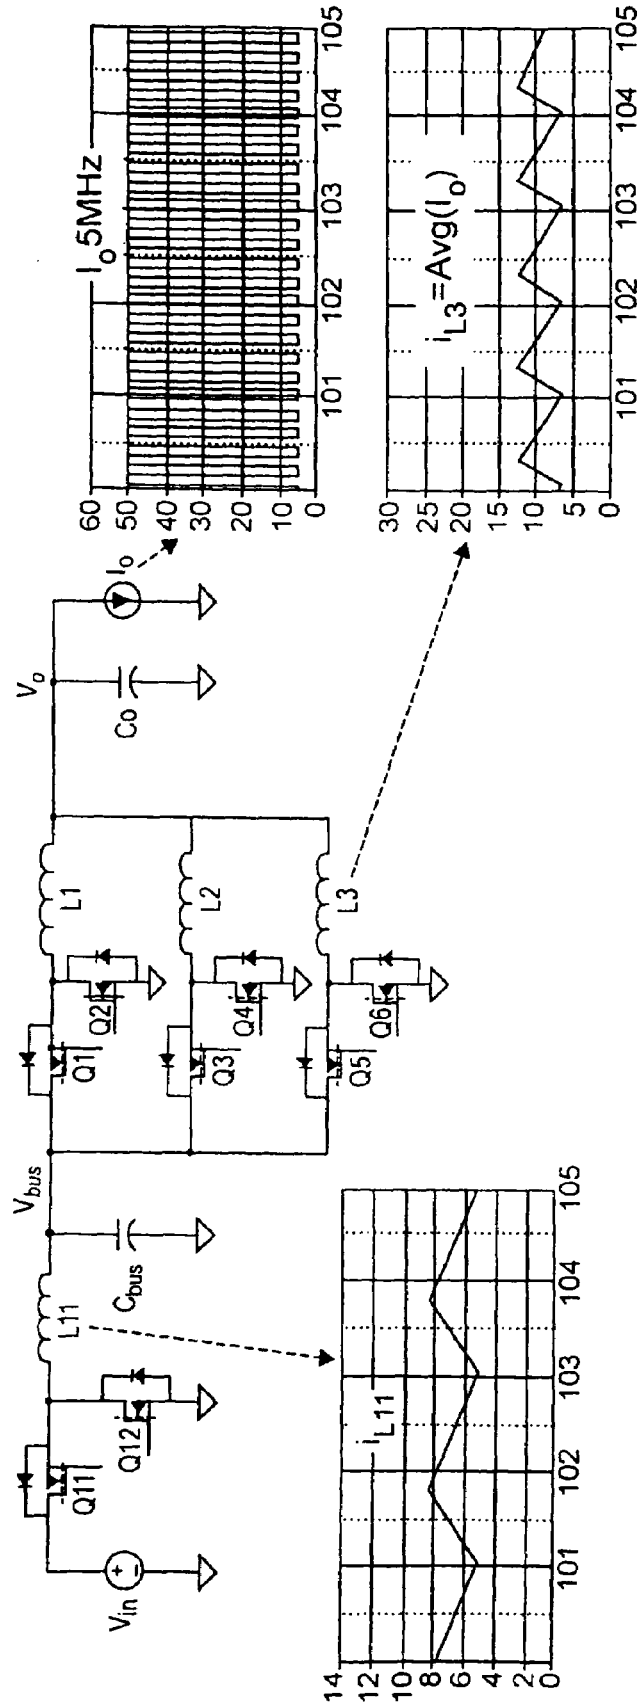 I_o 5MHz
60
50
40
30
20
10
0
101
102
103
104
105
i_L3=Avg(I_o)
30
25
20
15
10
5
0
101
102
103
104
105
V_in
Q11
Q12
L11
V_bus
C_bus
Q1
Q2
L1
Q3
Q4
L2
Q5
Q6
L3
V_o
Co
I_o
i_L11
14
12
10
8
6
4
2
0
101
102
103
104
105